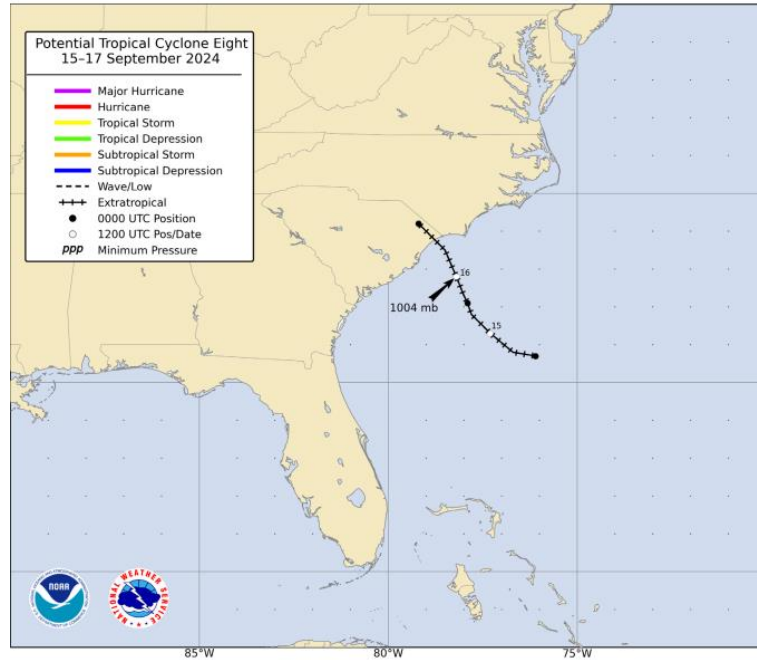 Potential Tropical Cyclone Eight
15–17 September 2024
Major Hurricane
Hurricane
Tropical Storm
Tropical Depression
Subtropical Storm
Subtropical Depression
Wave/Low
Extratropical
0000 UTC Position
1200 UTC Pos/Date
ppp Minimum Pressure
16
1004 mb
15
NOAA
NATIONAL WEATHER SERVICE
85°W
80°W
75°W